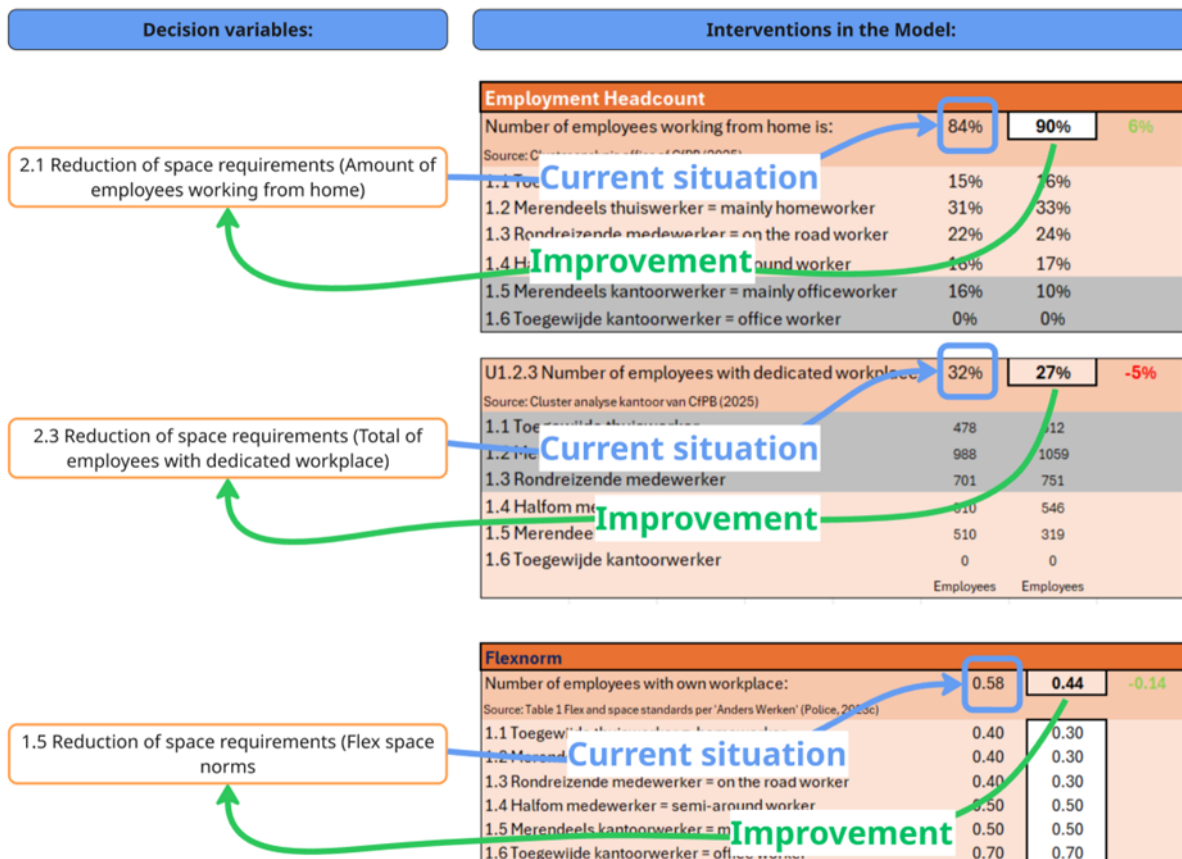 Decision variables:
Interventions in the Model:
Employment Headcount
Number of employees working from home is: 84% 90% 6%
2.1 Reduction of space requirements (Amount of
employees working from home)
Current situation
1.1 15% 16%
1.2 Merendeels thuiswerker = mainly homeworker 31% 33%
1.3 Rondreizende medewerker = on the road worker 22% 24%
Improvement
1.4 worker 16% 17%
1.5 Merendeels kantoorwerker = mainly officeworker 16% 10%
1.6 Toegewijde kantoorwerker = office worker 0% 0%
U1.2.3 Number of employees with dedicated workplace 32% 27% -5%
Source: Cluster analyse kantoor van CfPB (2025)
2.3 Reduction of space requirements (Total of
employees with dedicated workplace)
1.1 478
Current situation
1.2 988 1059
1.3 Rondreizende medewerker 701 751
1.4 Halfom 546
Improvement
1.5 510 319
1.6 Toegewijde kantoorwerker 0 0
Employees Employees
Flexnorm
Number of employees with own workplace: 0.58 0.44 -0.14
Source: Table 1 Flex and space standards per 'Anders Werken' (Police, 2013c)
1.5 Reduction of space requirements (Flex space
norms
1.1 0.40 0.30
Current situation
1.2 0.40 0.30
1.3 Rondreizende medewerker = on the road worker 0.40 0.30
1.4 Halfom medewerker = semi-around worker 0.50 0.50
1.5 Merendeels kantoorwerker = 0.50 0.50
Improvement
1.6 Toegewijde kantoorwerker = 0.70 0.70